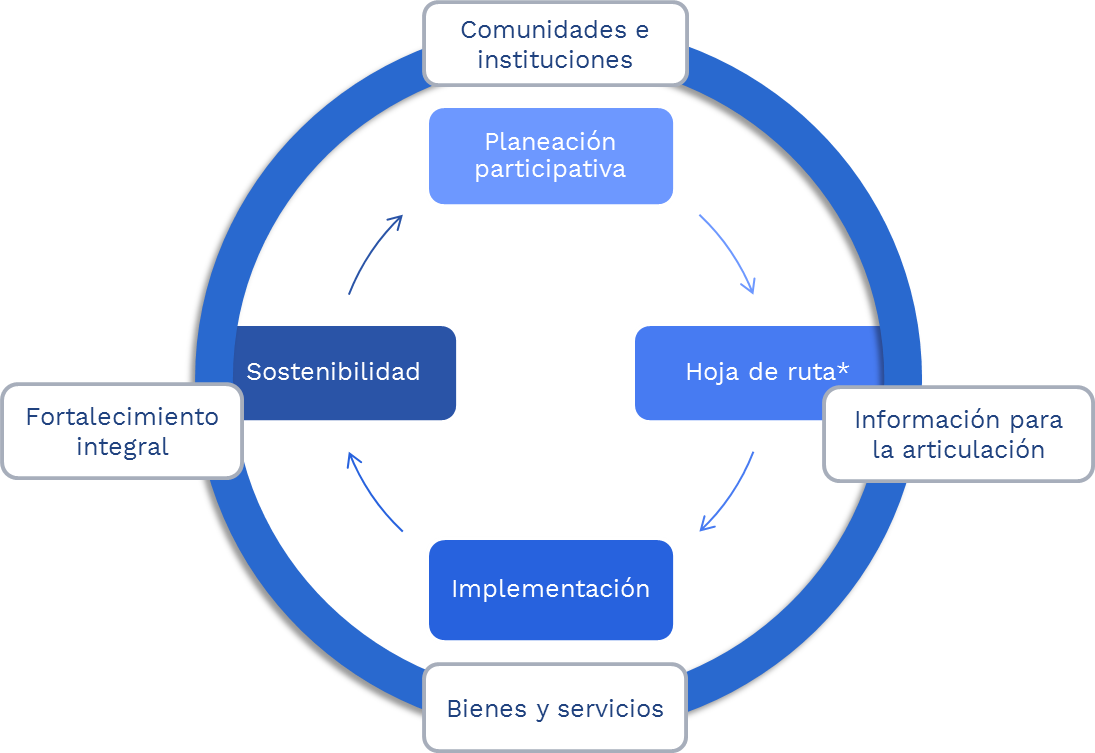 Comunidades e
instituciones
Planeación
participativa
Sostenibilidad
Hoja de ruta*
Fortalecimiento
integral
Información para
la articulación
Implementación
Bienes y servicios